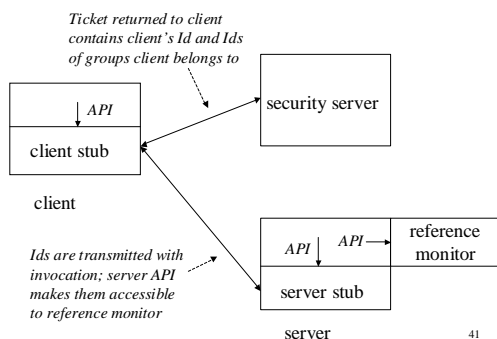 Ticket returned to client
contains client's Id and Ids
of groups client belongs to
API
client stub
client
security server
Ids are transmitted with
invocation; server API
makes them accessible
to reference monitor
API
API
reference
monitor
server stub
server
41